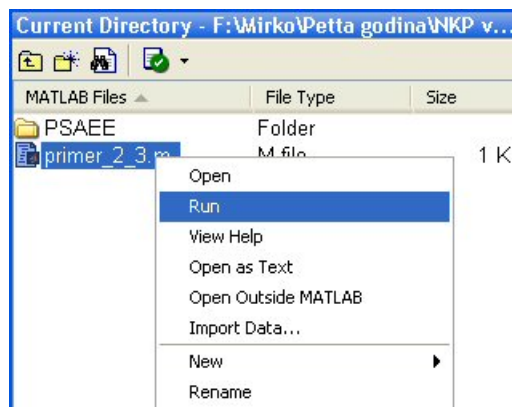 Current Directory - F:\Mirko\Petta godina\NKP v...
MATLAB Files File Type Size
PSAEE Folder
primer_2_3.m M-file 1 K
Open
Run
View Help
Open as Text
Open Outside MATLAB
Import Data...
New
Rename